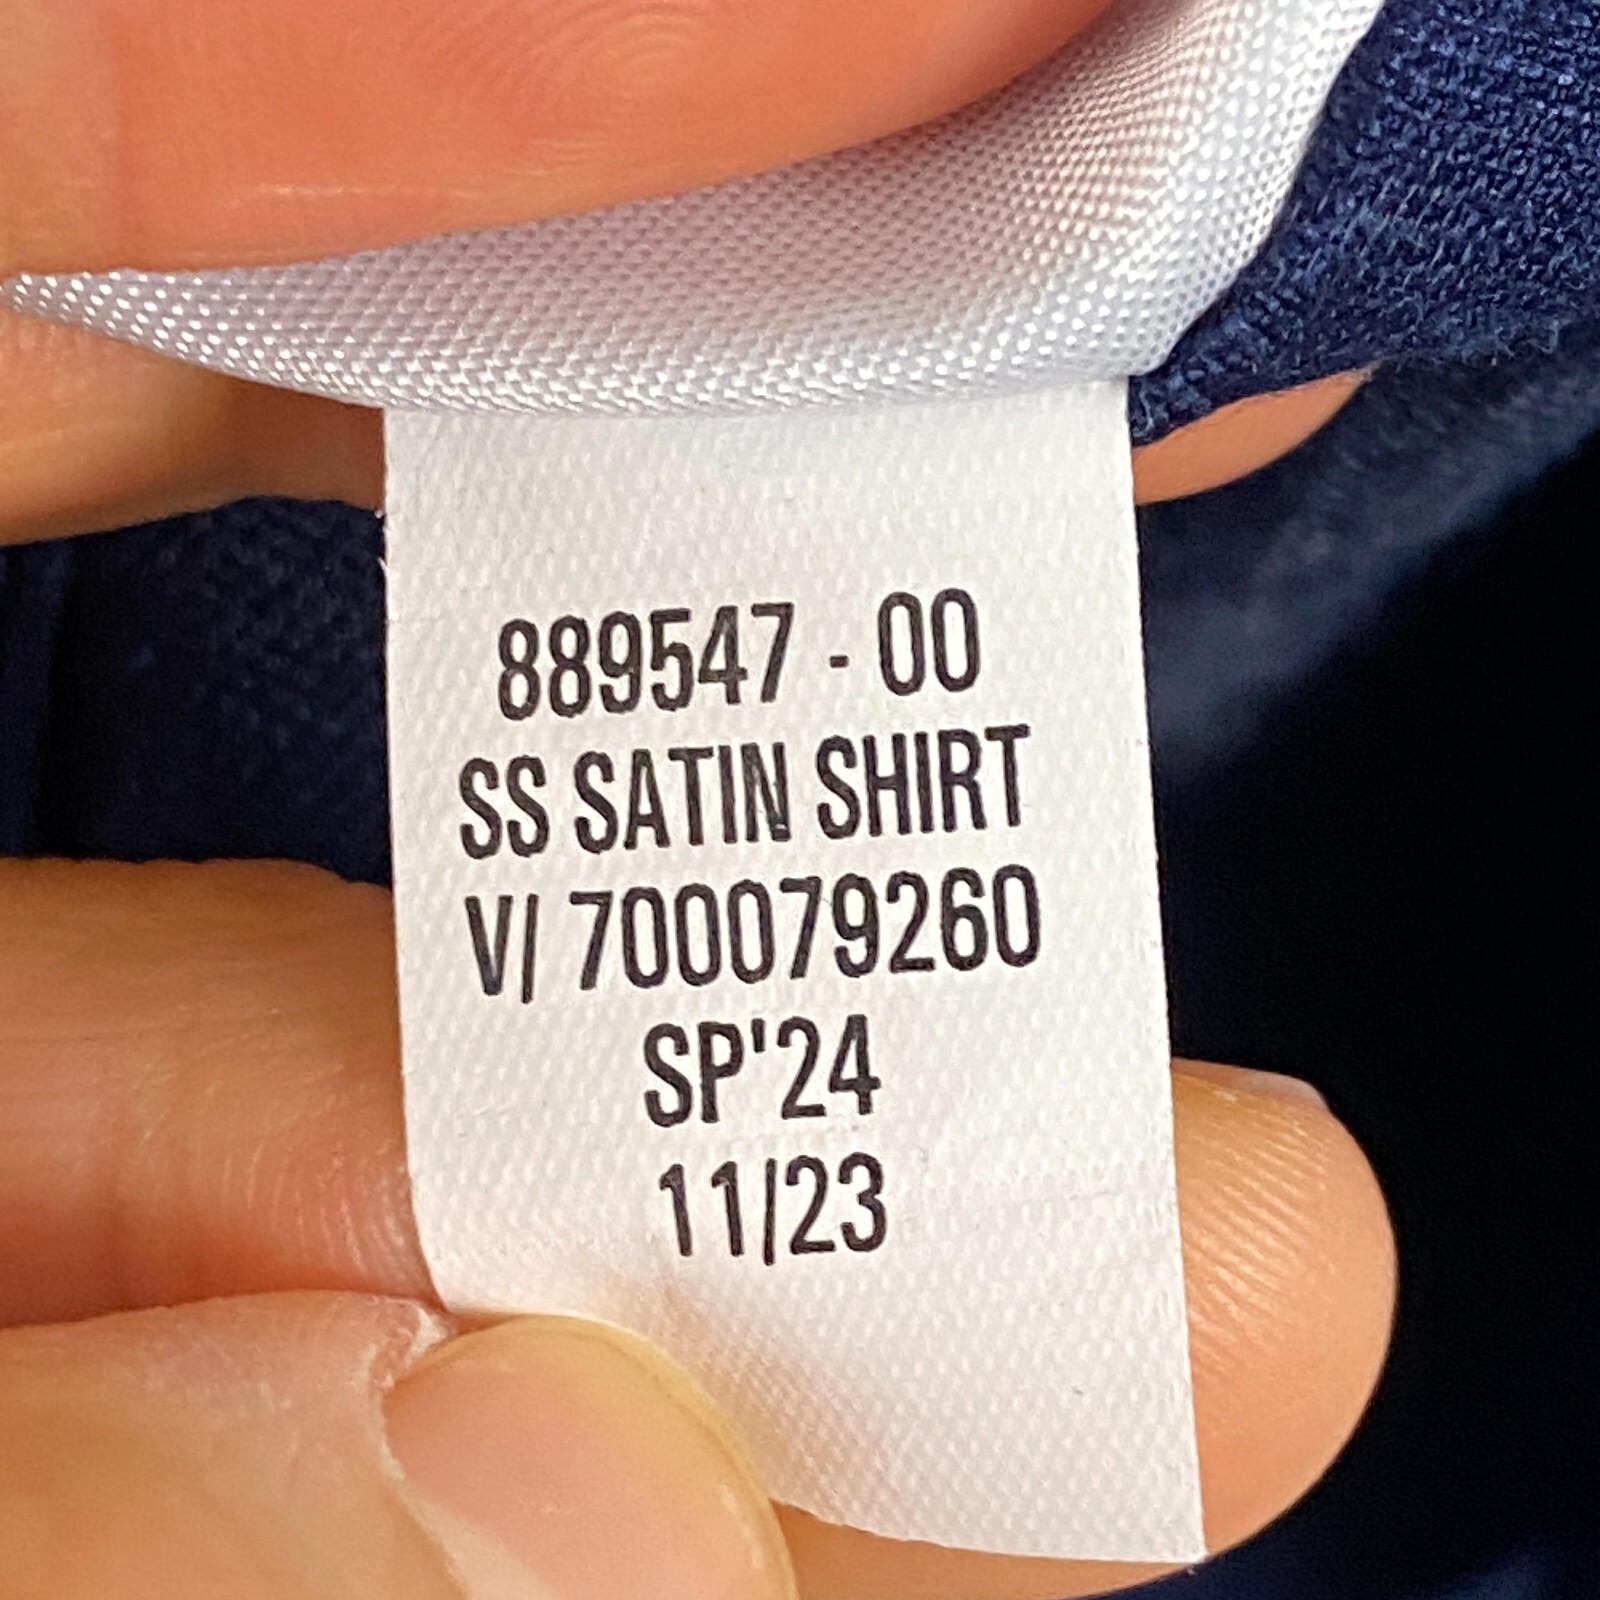 889547 - 00
SS SATIN SHIRT
V/ 700079260
SP'24
11/23